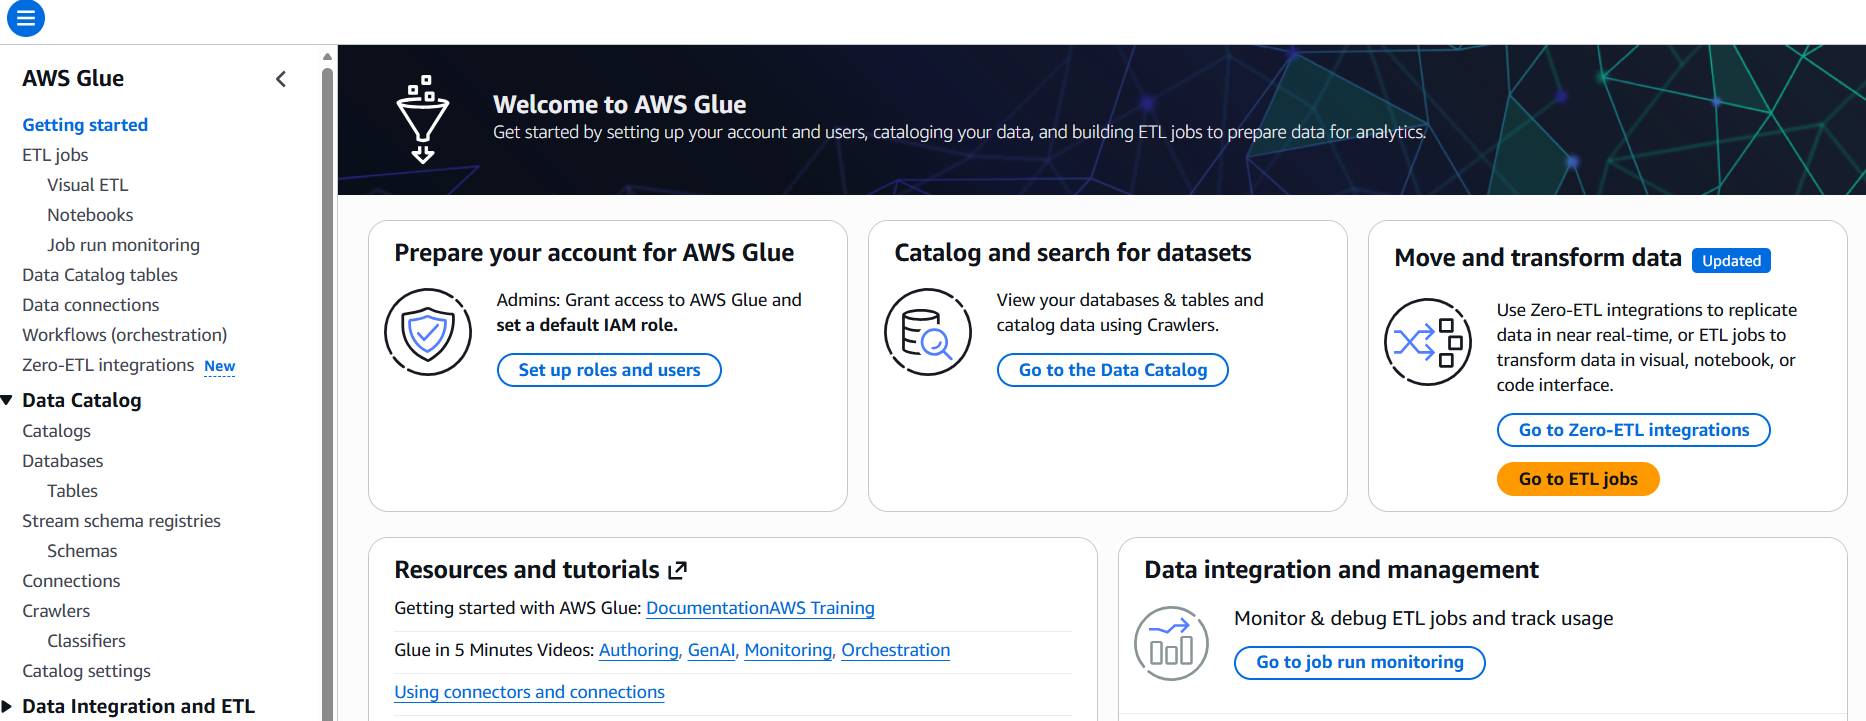 AWS Glue
Getting started
ETL jobs
Visual ETL
Notebooks
Job run monitoring
Data Catalog tables
Data connections
Workflows (orchestration)
Zero-ETL integrations New
Data Catalog
Catalogs
Databases
Tables
Stream schema registries
Schemas
Connections
Crawlers
Classifiers
Catalog settings
Data Integration and ETL
Welcome to AWS Glue
Get started by setting up your account and users, cataloging your data, and building ETL jobs to prepare data for analytics.
Prepare your account for AWS Glue
Admins: Grant access to AWS Glue and
set a default IAM role.
Set up roles and users
Catalog and search for datasets
View your databases & tables and
catalog data using Crawlers.
Go to the Data Catalog
Move and transform data Updated
Use Zero-ETL integrations to replicate
data in near real-time, or ETL jobs to
transform data in visual, notebook, or
code interface.
Go to Zero-ETL integrations
Go to ETL jobs
Resources and tutorials
Getting started with AWS Glue: DocumentationAWS Training
Glue in 5 Minutes Videos: Authoring, GenAI, Monitoring, Orchestration
Using connectors and connections
Data integration and management
Monitor & debug ETL jobs and track usage
Go to job run monitoring